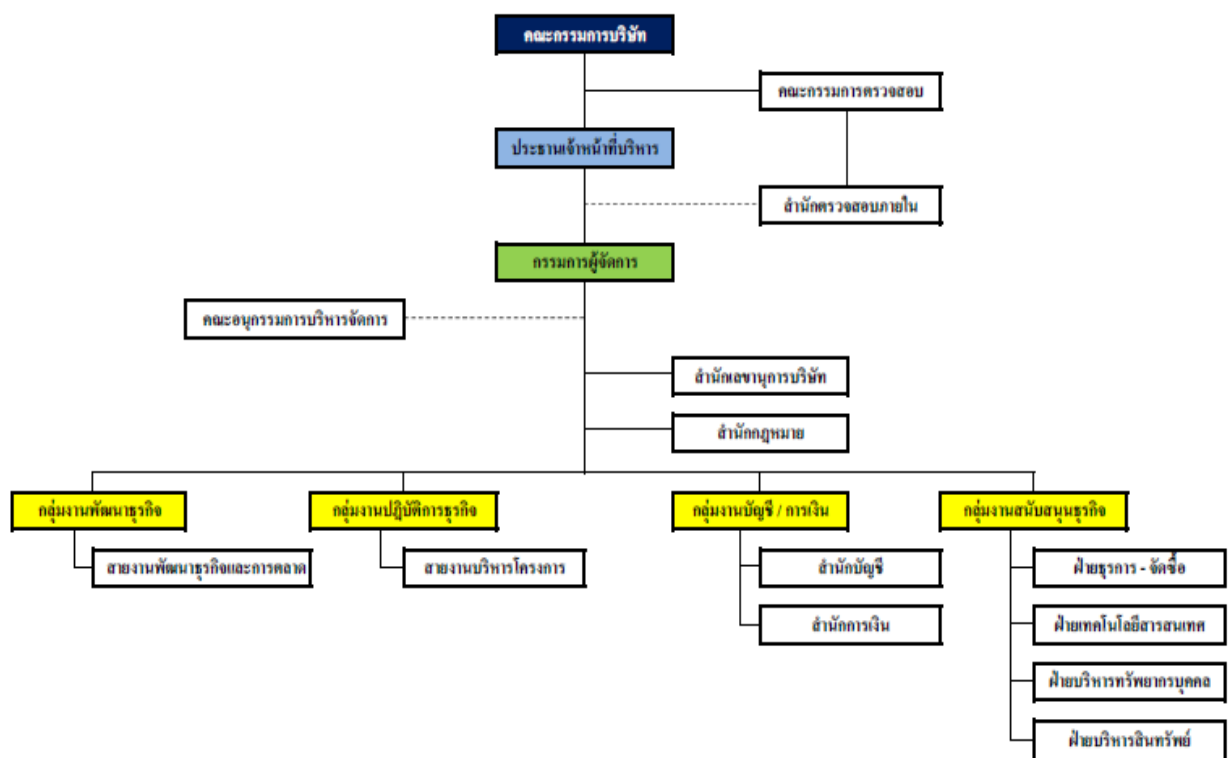 คณะกรรมการบริษัท
คณะกรรมการตรวจสอบ
ประธานเจ้าหน้าที่บริหาร
สำนักตรวจสอบภายใน
กรรมการผู้จัดการ
คณะอนุกรรมการบริหารจัดการ
สำนักเลขานุการบริษัท
สำนักกฎหมาย
กลุ่มงานพัฒนาธุรกิจ
กลุ่มงานปฎิบัติการธุรกิจ
กลุ่มงานบัญชี / การเงิน
กลุ่มงานสนับสนุนธุรกิจ
สายงานพัฒนาธุรกิจและการตลาด
สายงานบริหารโครงการ
สำนักบัญชี
ฝ่ายธุรการ - จัดซื้อ
สำนักการเงิน
ฝ่ายเทคโนโลยีสารสนเทศ
ฝ่ายบริหารทรัพยากรบุคคล
ฝ่ายบริหารสินทรัพย์